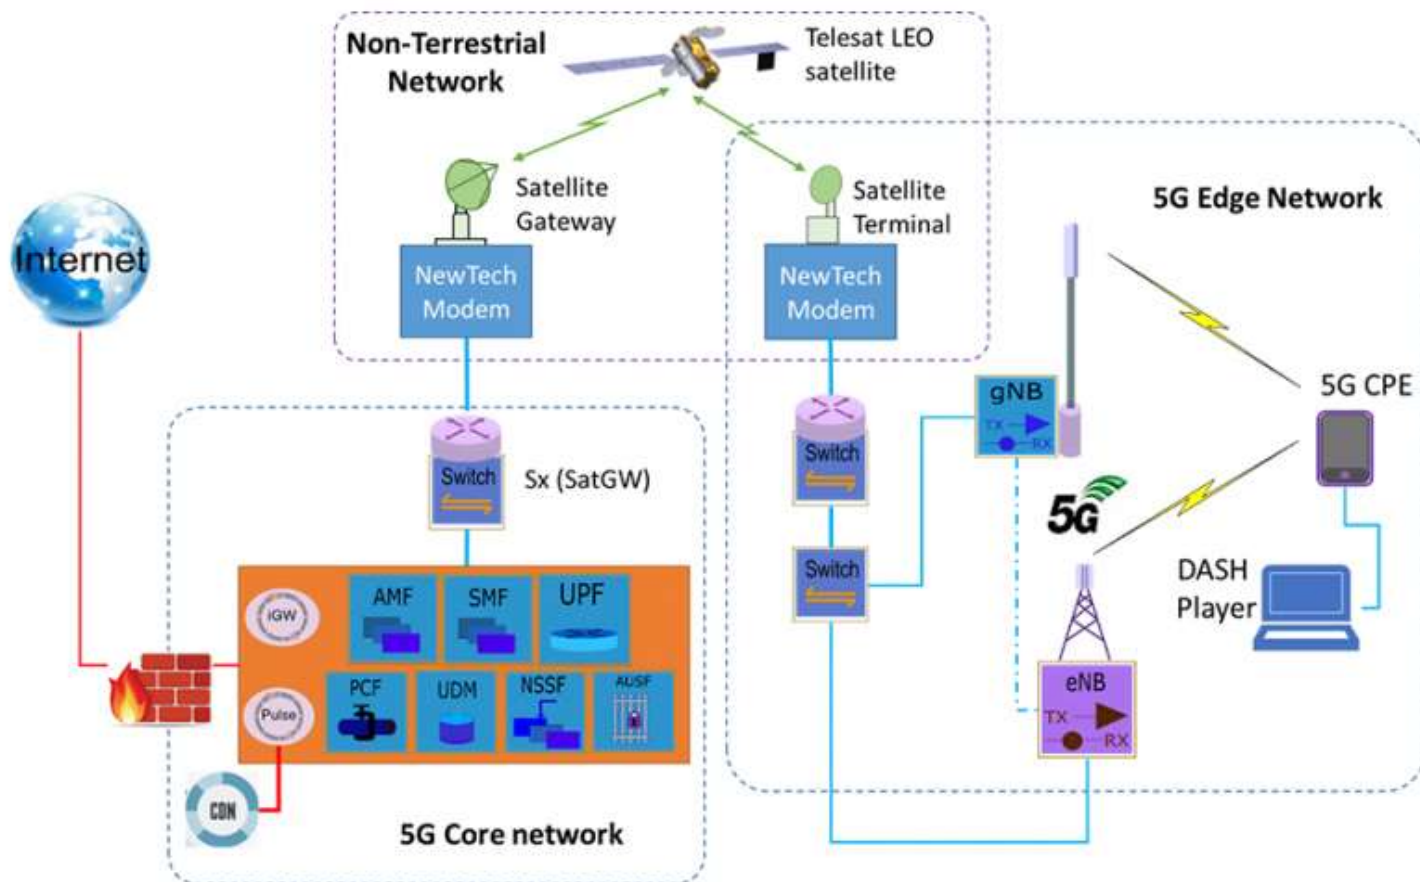 Non-Terrestrial
Network
Telesat LEO
satellite
Satellite
Gateway
Satellite
Terminal
5G Edge Network
Internet
NewTech
Modem
NewTech
Modem
gNB
TX
RX
5G CPE
Switch
Sx (SatGW)
Switch
5G
Switch
DASH
Player
iGW
AMF
SMF
UPF
eNB
TX
RX
Pulse
PCF
UDM
NSSF
AUSF
CDN
5G Core network